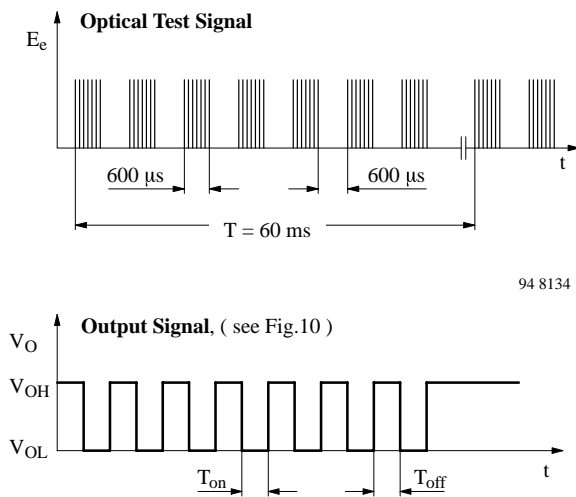 Optical Test Signal
Ee
t
600 µs
600 µs
T = 60 ms
94 8134
Output Signal, ( see Fig.10 )
VO
VOH
VOL
t
Ton
Toff